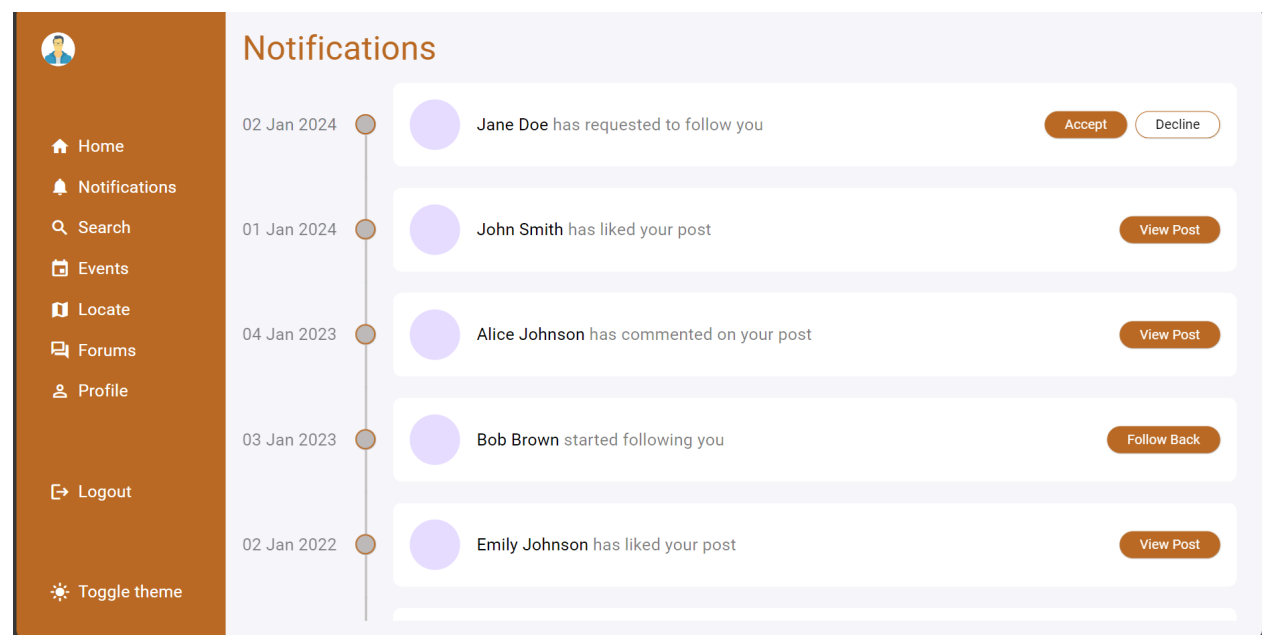 Notifications
Home
Notifications
Search
Events
Locate
Forums
Profile
Logout
Toggle theme
02 Jan 2024 Jane Doe has requested to follow you Accept Decline
01 Jan 2024 John Smith has liked your post View Post
04 Jan 2023 Alice Johnson has commented on your post View Post
03 Jan 2023 Bob Brown started following you Follow Back
02 Jan 2022 Emily Johnson has liked your post View Post